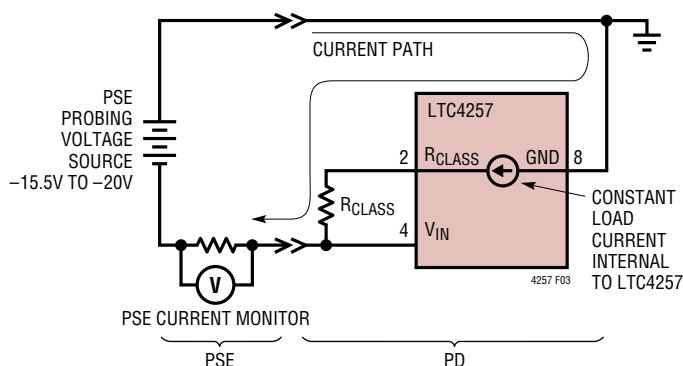 CURRENT PATH
PSE
PROBING
VOLTAGE
SOURCE
–15.5V TO –20V
LTC4257
2
RCLASS
GND
8
RCLASS
4
VIN
CONSTANT
LOAD
CURRENT
INTERNAL
TO LTC4257
4257 F03
V
PSE CURRENT MONITOR
PSE
PD